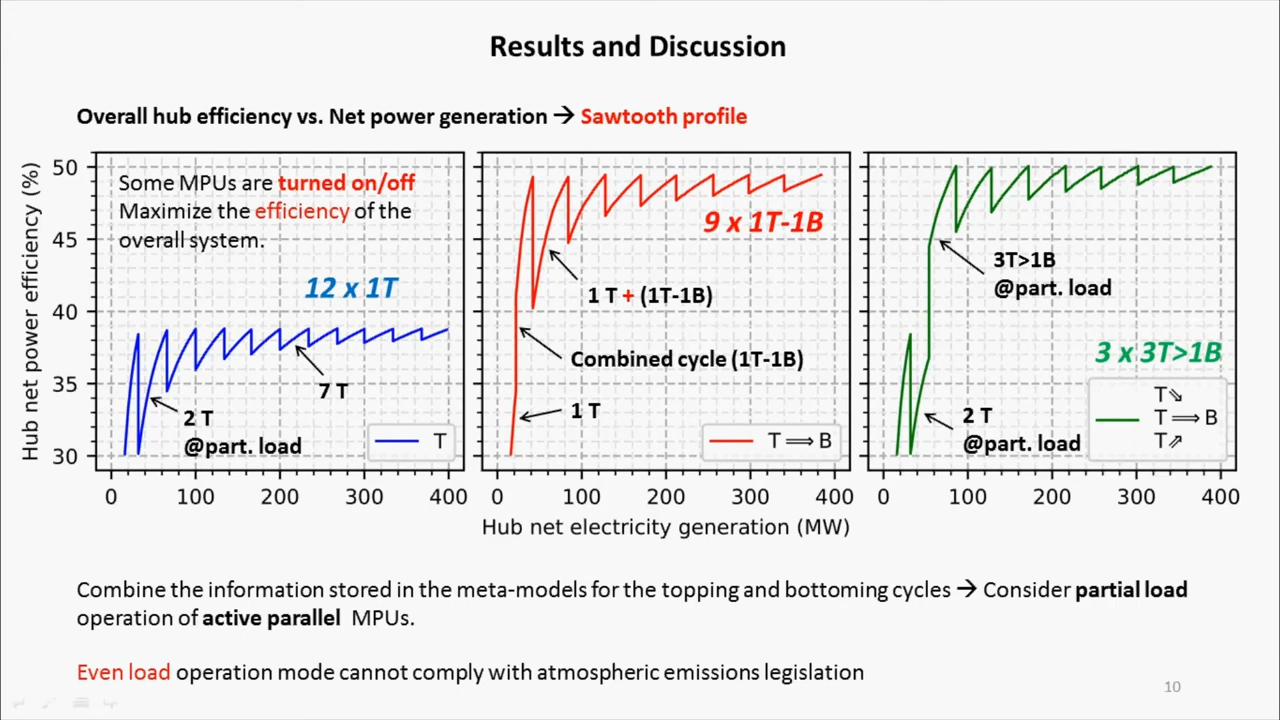 Results and Discussion
Overall hub efficiency vs. Net power generation → Sawtooth profile
Hub net power efficiency (%)
50
45
40
35
30
Some MPUs are turned on/off
Maximize the efficiency of the
overall system.
12 x 1T
7 T
2 T
@part. load
T
0 100 200 300 400
9 x 1T-1B
1 T + (1T-1B)
Combined cycle (1T-1B)
1 T
T ⟹ B
0 100 200 300 400
3T>1B
@part. load
3 x 3T>1B
2 T
@part. load
T⇘
T ⟹ B
T⇗
0 100 200 300 400
Hub net electricity generation (MW)
Combine the information stored in the meta-models for the topping and bottoming cycles → Consider partial load
operation of active parallel MPUs.
Even load operation mode cannot comply with atmospheric emissions legislation
10